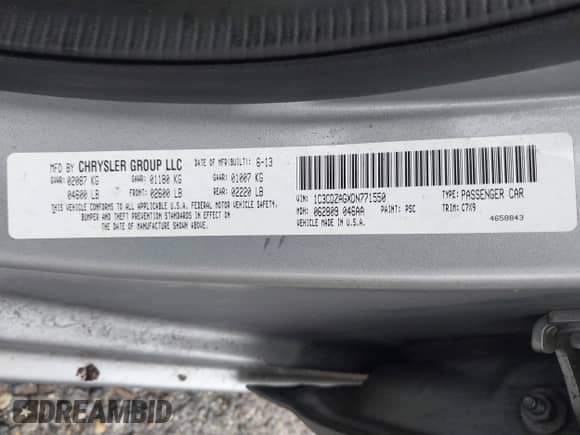 MFD BY CHRYSLER GROUP LLC DATE OF MFR(BUILT): 6-13
GVWR: 02087 KG GAWR: 01180 KG GAWR: 01007 KG
04600 LB FRONT: 02600 LB REAR: 02220 LB
THIS VEHICLE CONFORMS TO ALL APPLICABLE U.S.A. FEDERAL MOTOR VEHICLE SAFETY,
BUMPER AND THEFT PREVENTION STANDARDS IN EFFECT ON
THE DATE OF MANUFACTURE SHOWN ABOVE.
VIN: 1C3CDZAGXDN771550 TYPE: PASSENGER CAR
MDH: 062809 046AA PAINT: PSC TRIM: C7X9
VEHICLE MADE IN U.S.A. 4658843
DREAMBID